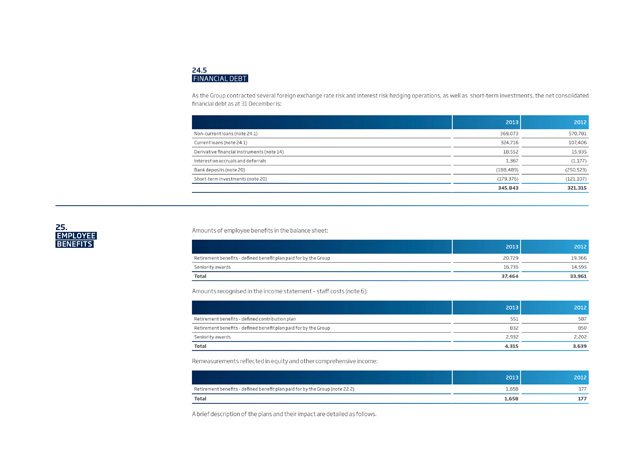 24.5
FINANCIAL DEBT
As the Group contracted several foreign exchange rate risk and interest risk hedging operations, as well as short-term investments, the net consolidated
financial debt as at 31 December is:
2013 2012
Non-current loans (note 24.1) 369,073 570,781
Current loans (note 24.1) 324,716 107,406
Derivative financial instruments (note 14) 18,552 15,935
Interest on accruals and deferrals 1,367 (1,177)
Bank deposits (note 20) (188,489) (250,523)
Short-term investments (note 20) (179,376) (121,107)
345,843 321,315
25.
EMPLOYEE
BENEFITS
Amounts of employee benefits in the balance sheet:
2013 2012
Retirement benefits - defined benefit plan paid for by the Group 20,729 19,366
Seniority awards 16,735 14,595
Total 37,464 33,961
Amounts recognised in the income statement – staff costs (note 6):
2013 2012
Retirement benefits - defined contribution plan 551 587
Retirement benefits - defined benefit plan paid for by the Group 832 850
Seniority awards 2,932 2,202
Total 4,315 3,639
Remeasurements reflected in equity and other comprehensive income:
2013 2012
Retirement benefits - defined benefit plan paid for by the Group (note 22.2) 1,658 177
Total 1,658 177
A brief description of the plans and their impact are detailed as follows.